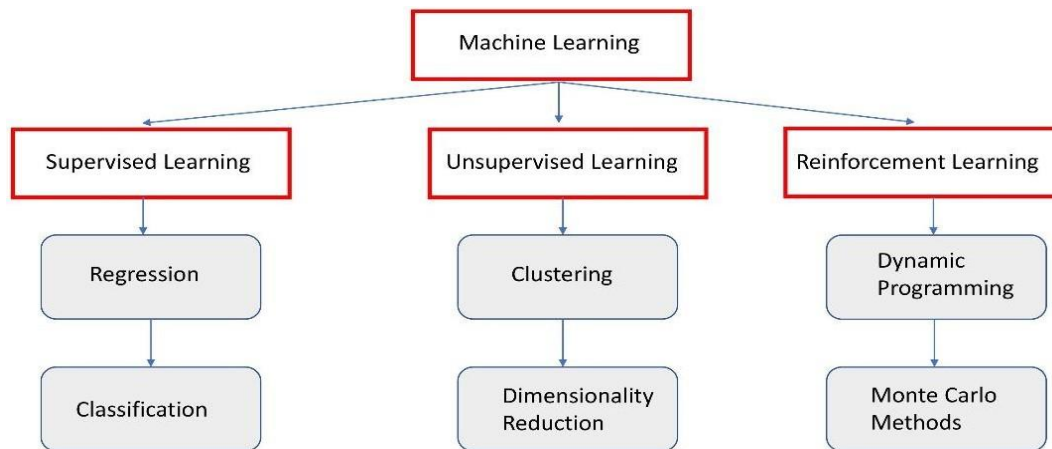 Machine Learning
Supervised Learning
Unsupervised Learning
Reinforcement Learning
Regression
Clustering
Dynamic
Programming
Classification
Dimensionality
Reduction
Monte Carlo
Methods